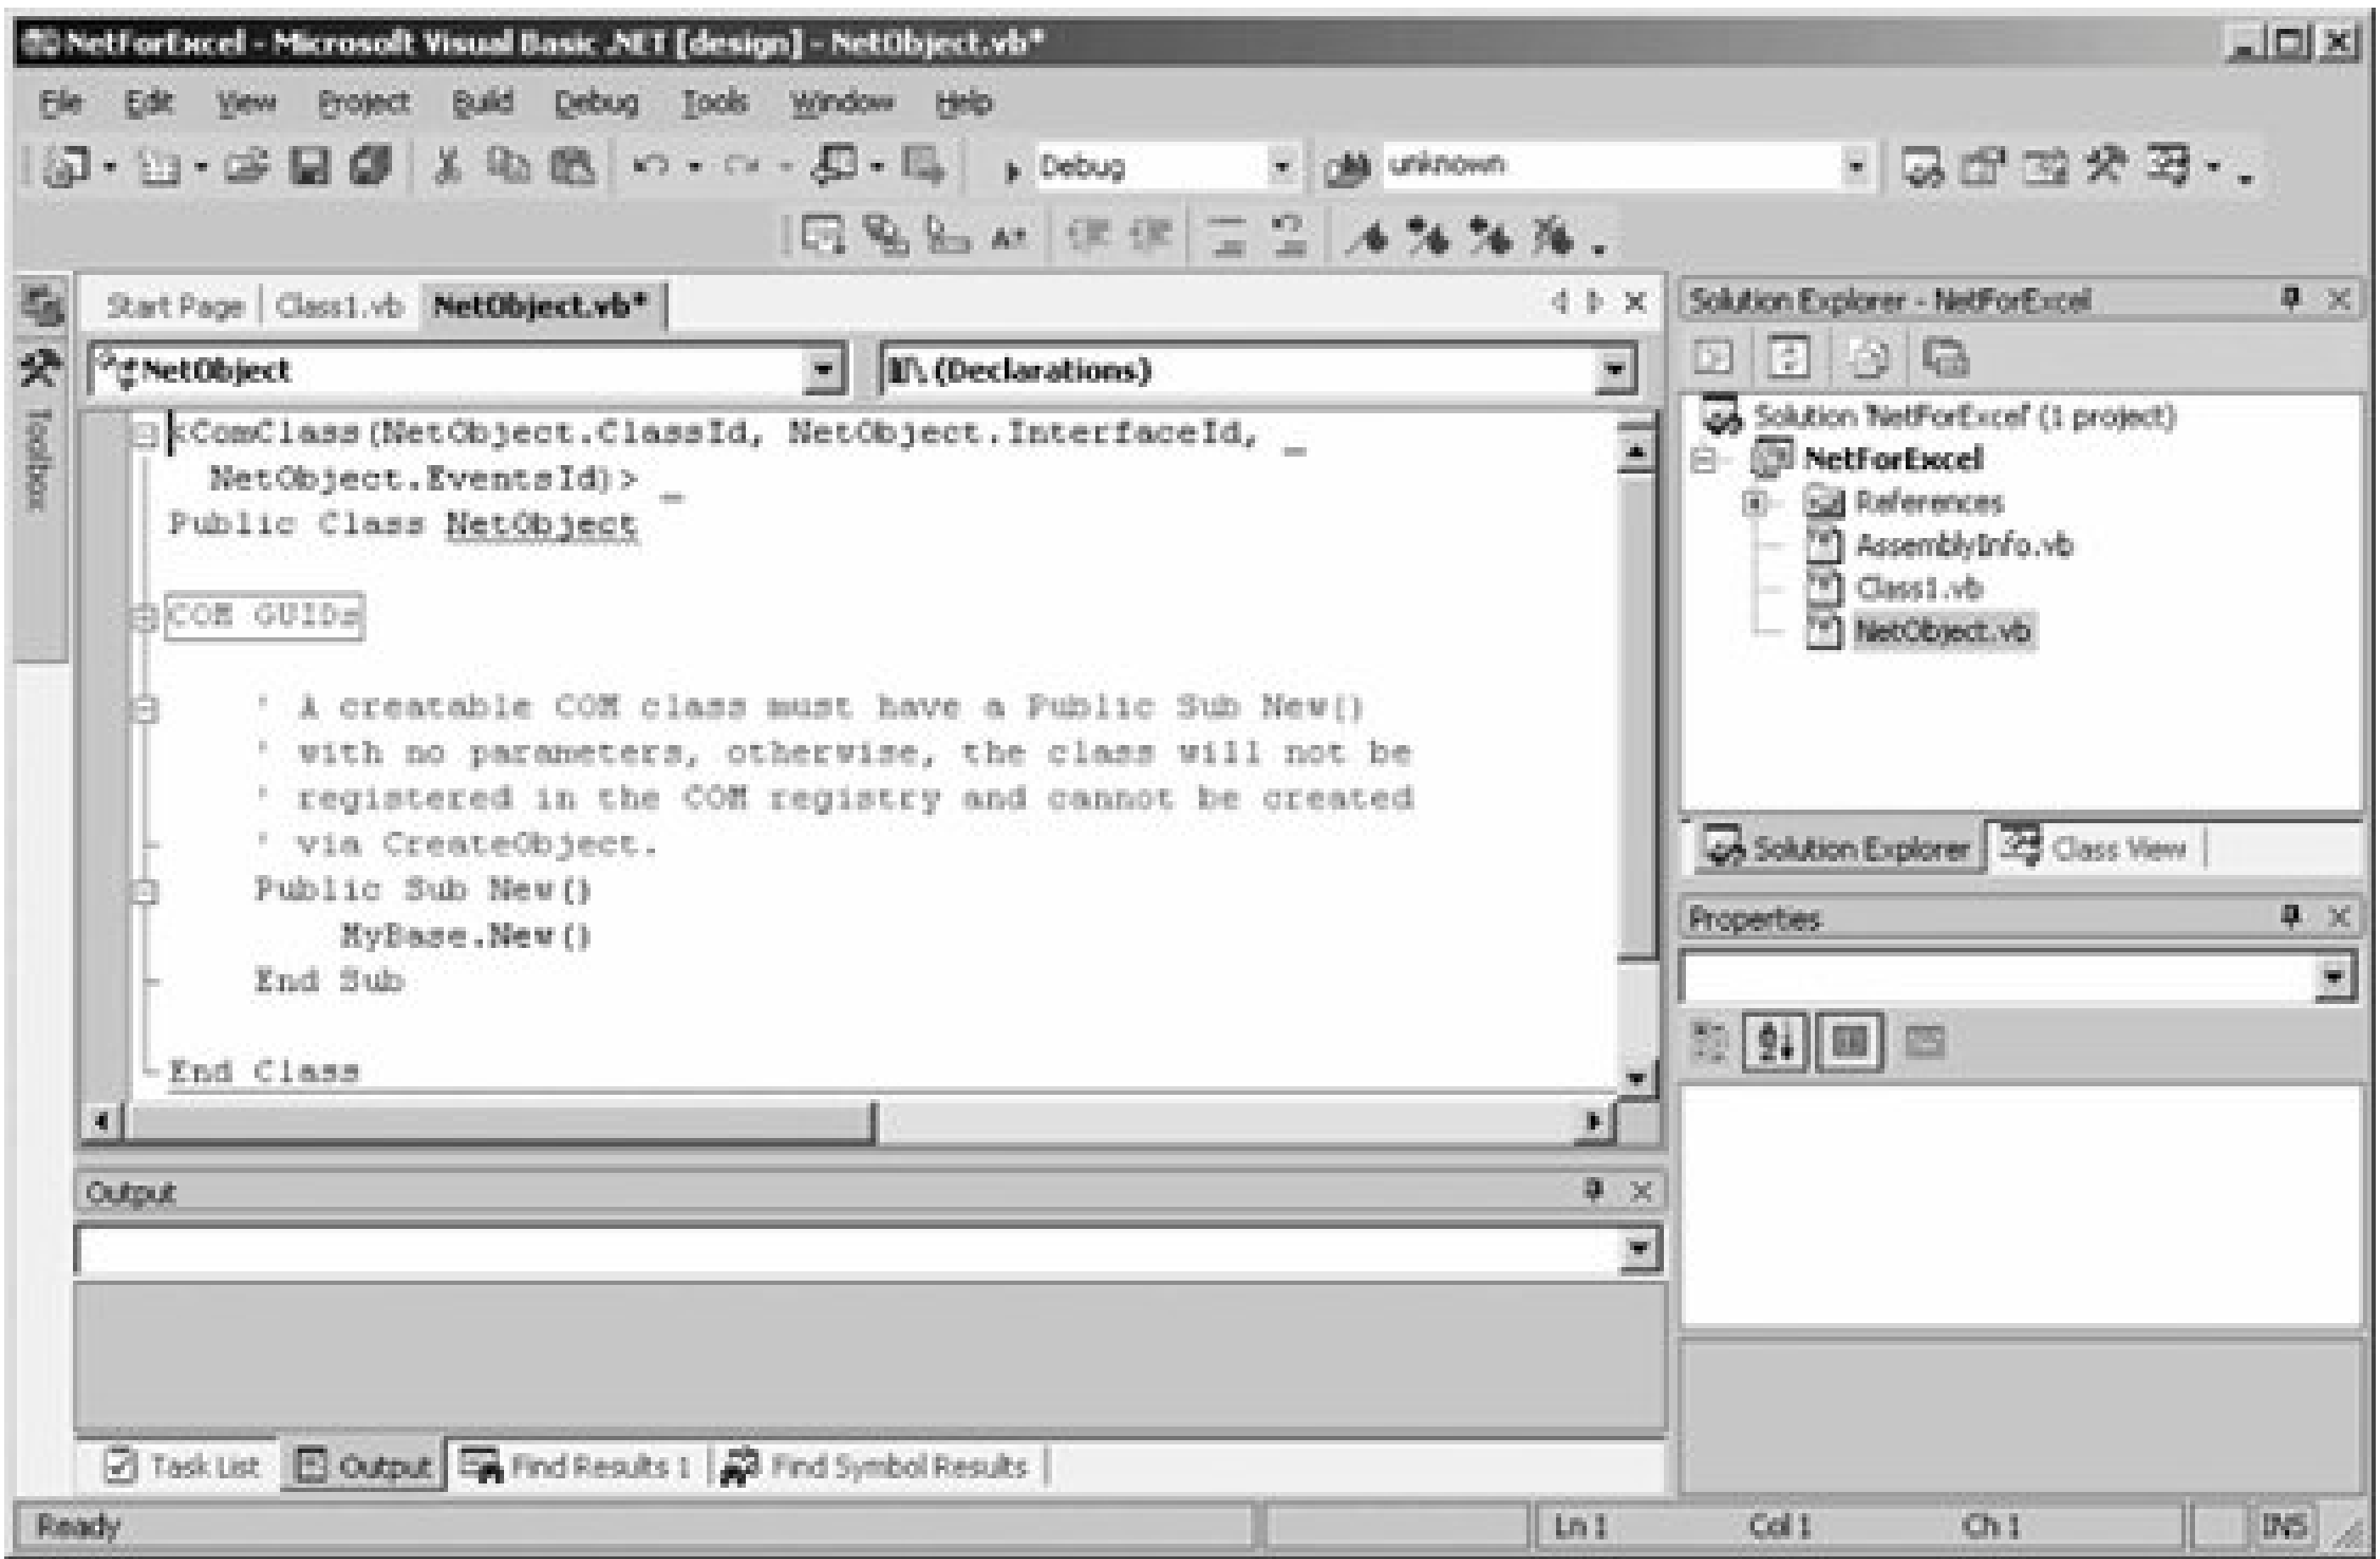 NetForExcel - Microsoft Visual Basic .NET [design] - NetObject.vb*
File Edit View Project Build Debug Tools Window Help
Debug unknown
Toolbox
Start Page Class1.vb NetObject.vb*
NetObject (Declarations)
<ComClass(NetObject.ClassId, NetObject.InterfaceId, _
NetObject.EventsId)> _
Public Class NetObject
COM GUIDs
' A creatable COM class must have a Public Sub New()
' with no parameters, otherwise, the class will not be
' registered in the COM registry and cannot be created
' via CreateObject.
Public Sub New()
MyBase.New()
End Sub
End Class
Output
Task List Output Find Results 1 Find Symbol Results
Solution Explorer - NetForExcel
Solution 'NetForExcel' (1 project)
NetForExcel
References
AssemblyInfo.vb
Class1.vb
NetObject.vb
Solution Explorer Class View
Properties
Ready Ln 1 Col 1 Ch 1 INS